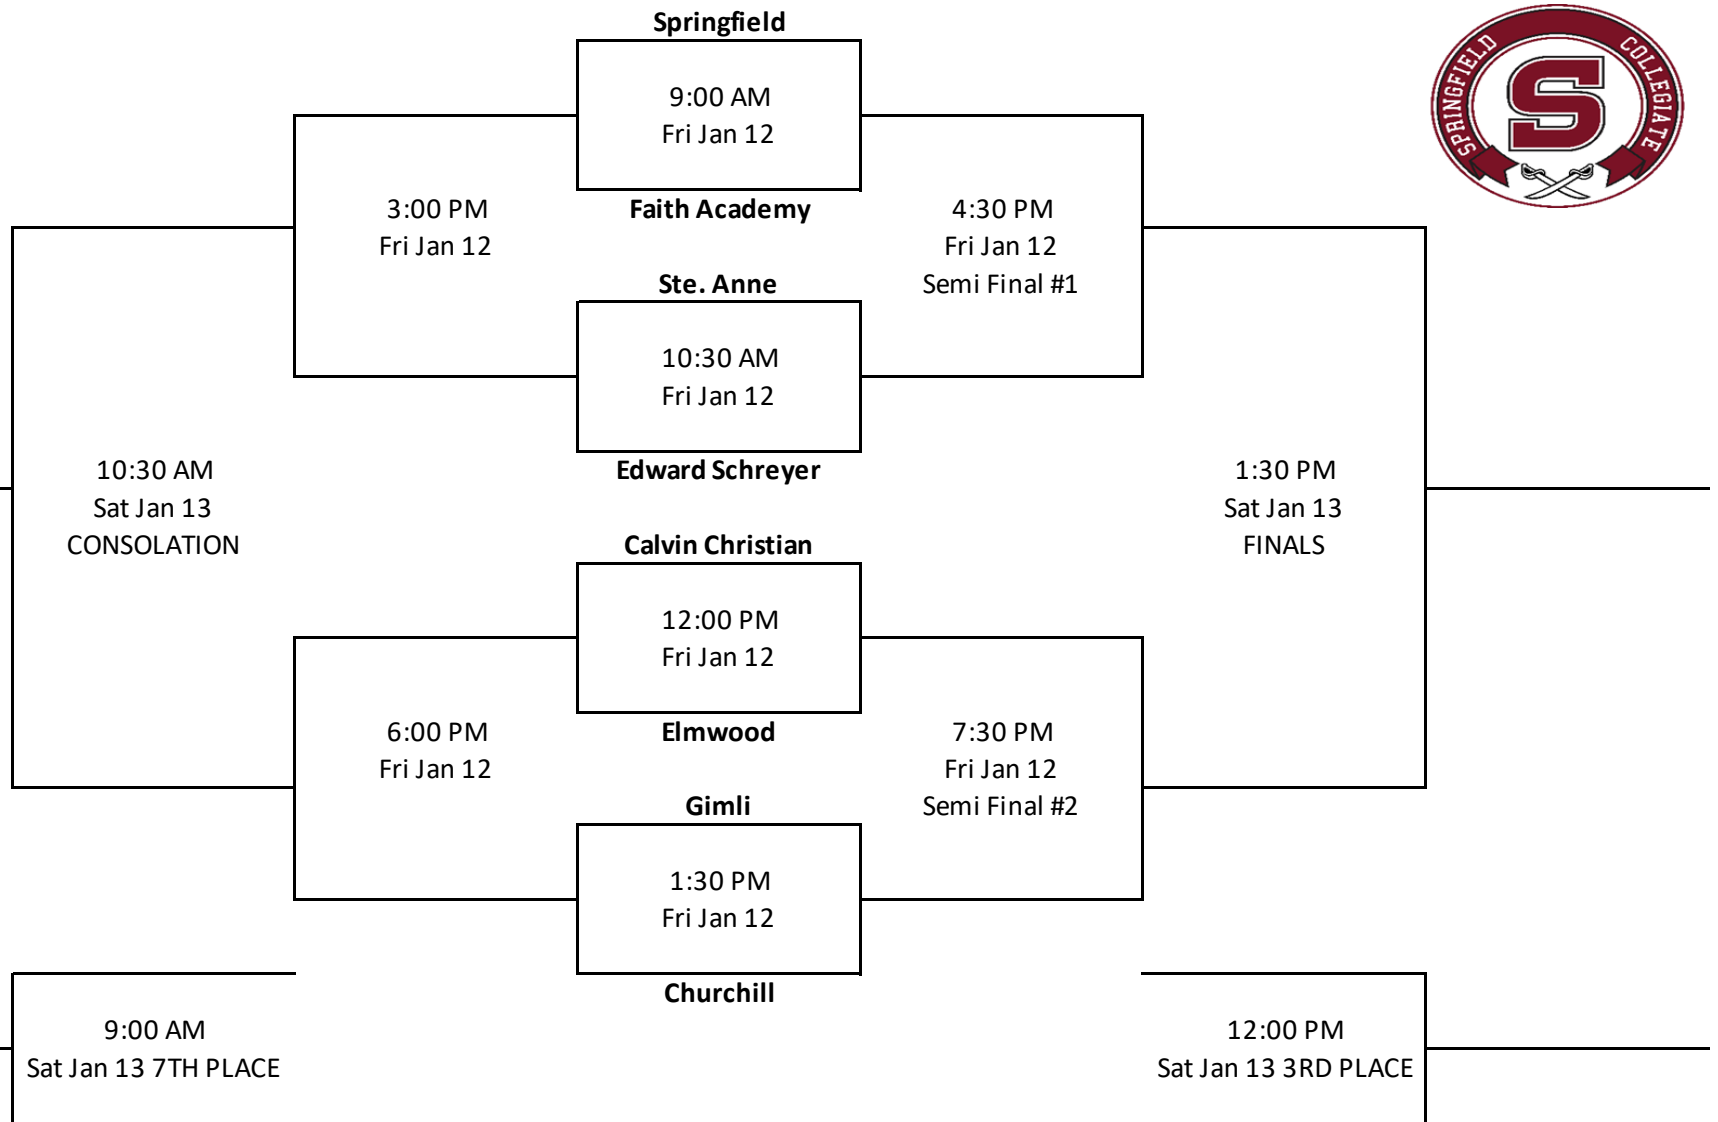 Springfield
9:00 AM
Fri Jan 12
Faith Academy
SPRINGFIELD COLLEGIATE
S
3:00 PM
Fri Jan 12
4:30 PM
Fri Jan 12
Semi Final #1
Ste. Anne
10:30 AM
Fri Jan 12
Edward Schreyer
10:30 AM
Sat Jan 13
CONSOLATION
1:30 PM
Sat Jan 13
FINALS
Calvin Christian
12:00 PM
Fri Jan 12
Elmwood
6:00 PM
Fri Jan 12
7:30 PM
Fri Jan 12
Semi Final #2
Gimli
1:30 PM
Fri Jan 12
Churchill
9:00 AM
Sat Jan 13 7TH PLACE
12:00 PM
Sat Jan 13 3RD PLACE